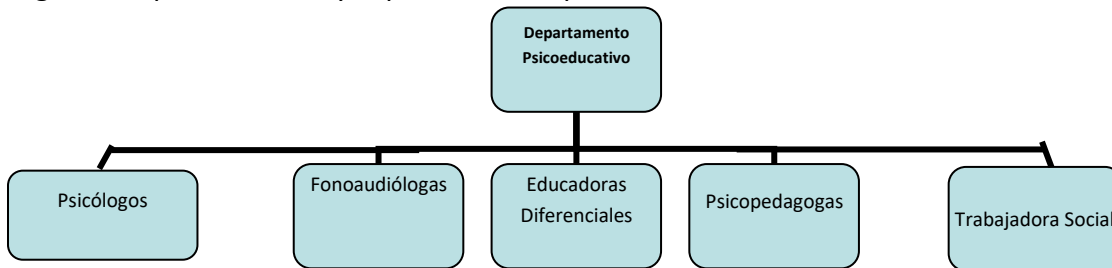 Departamento
Psicoeducativo
Psicólogos
Fonoaudiólogas
Educadoras
Diferenciales
Psicopedagogas
Trabajadora Social